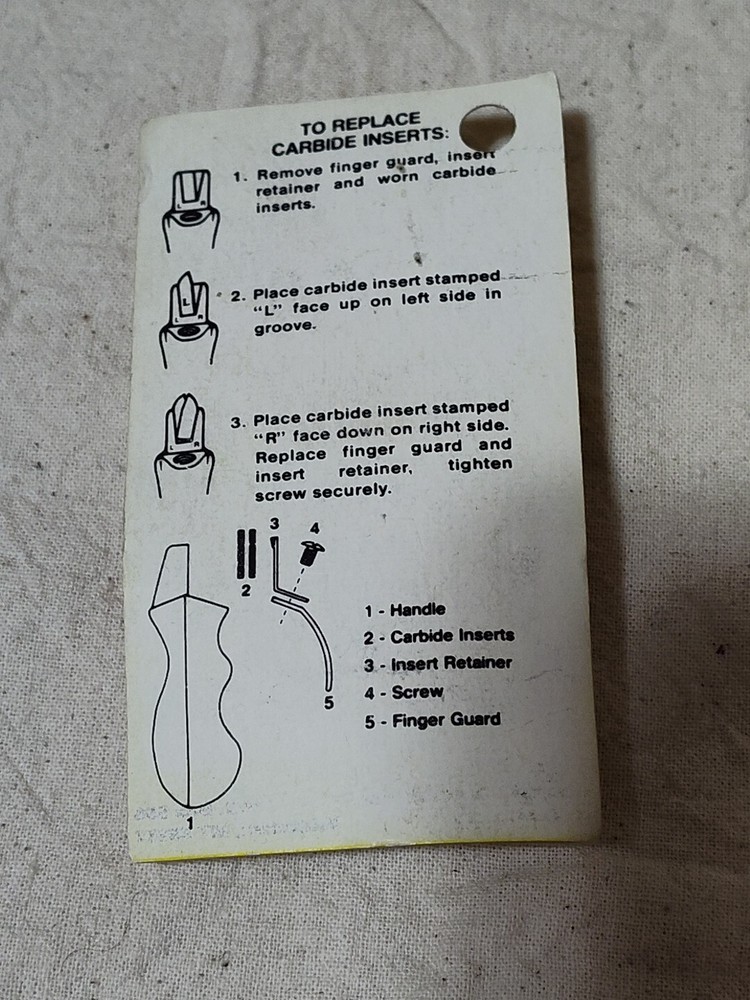 TO REPLACE
CARBIDE INSERTS:
1. Remove finger guard, insert
retainer and worn carbide
inserts.
L R
2. Place carbide insert stamped
"L" face up on left side in
groove.
L
L R
3. Place carbide insert stamped
"R" face down on right side.
Replace finger guard and
insert retainer, tighten
screw securely.
L R
3
4
2
1 - Handle
2 - Carbide Inserts
3 - Insert Retainer
4 - Screw
5 - Finger Guard
5
1